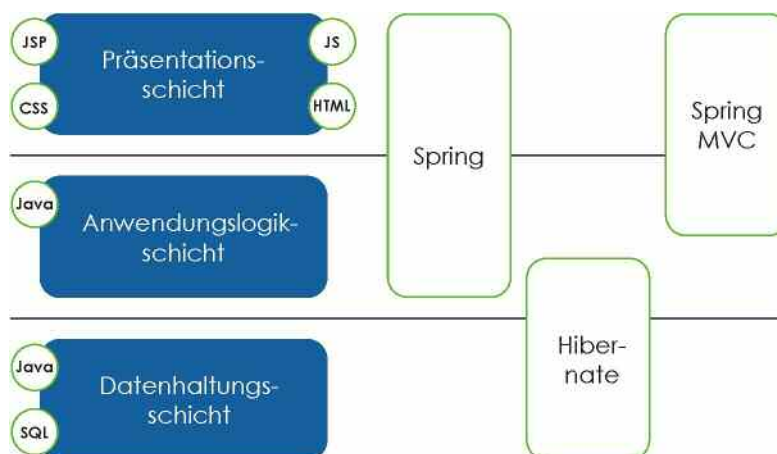 JSP
JS
Präsentations-
schicht
CSS
HTML
Spring
Spring
MVC
Java
Anwendungslogik-
schicht
Hiber-
nate
Java
Datenhaltungs-
schicht
SQL